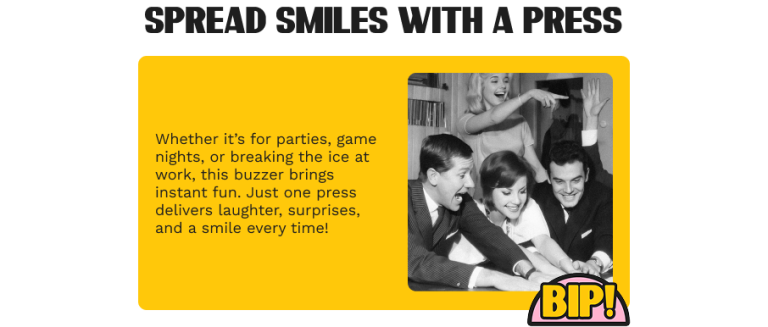 SPREAD SMILES WITH A PRESS
Whether it's for parties, game
nights, or breaking the ice at
work, this buzzer brings
instant fun. Just one press
delivers laughter, surprises,
and a smile every time!
BIP!